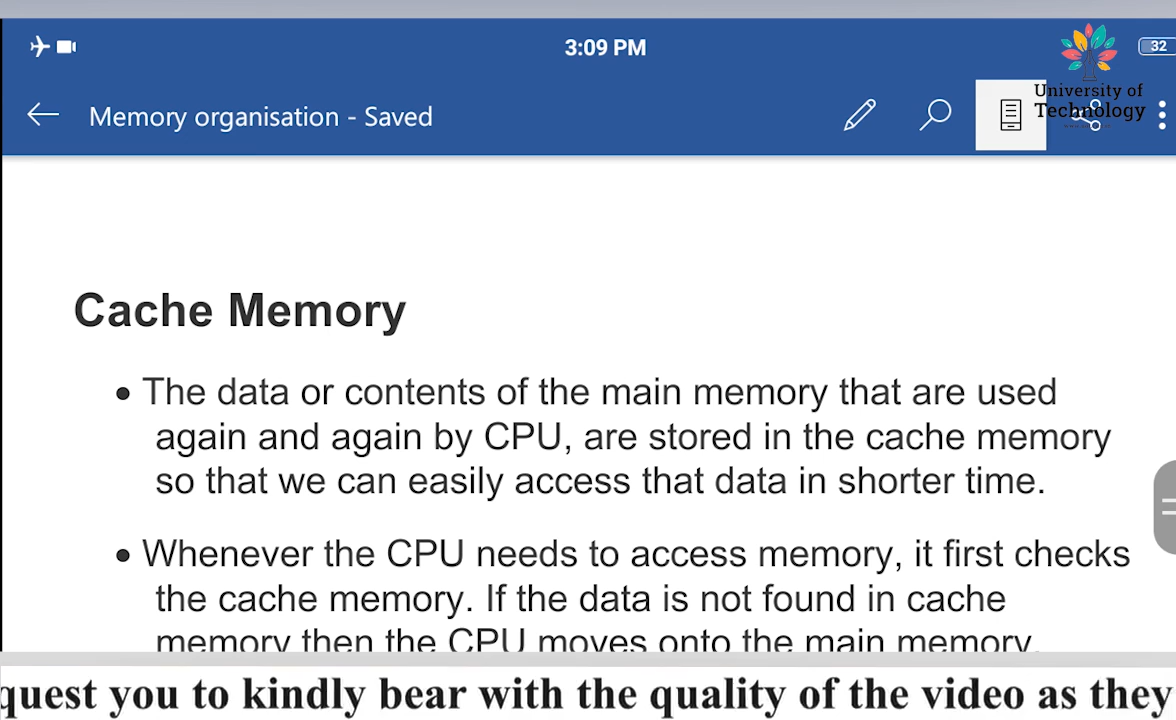 3:09 PM
32
University of
Technology
Memory organisation - Saved
Cache Memory
• The data or contents of the main memory that are used
again and again by CPU, are stored in the cache memory
so that we can easily access that data in shorter time.
• Whenever the CPU needs to access memory, it first checks
the cache memory. If the data is not found in cache
memory then the CPU moves onto the main memory.
quest you to kindly bear with the quality of the video as they